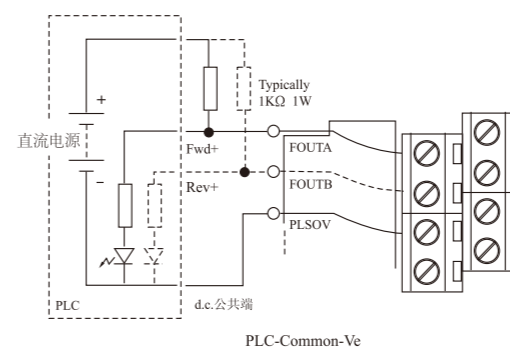 +
直流电源
-
Typically
1KΩ 1W
Fwd+
FOUTA
Rev+
FOUTB
PLSOV
PLC
d.c.公共端
PLC-Common-Ve